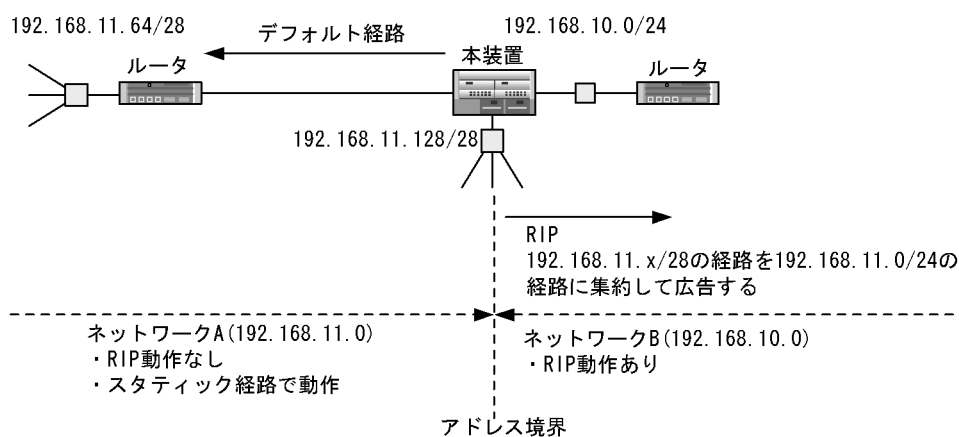 192.168.11.64/28
デフォルト経路
192.168.10.0/24
ルータ
本装置
ルータ
192.168.11.128/28
RIP
192.168.11.x/28の経路を192.168.11.0/24の
経路に集約して広告する
ネットワークA(192.168.11.0)
・RIP動作なし
・スタティック経路で動作
ネットワークB(192.168.10.0)
・RIP動作あり
アドレス境界